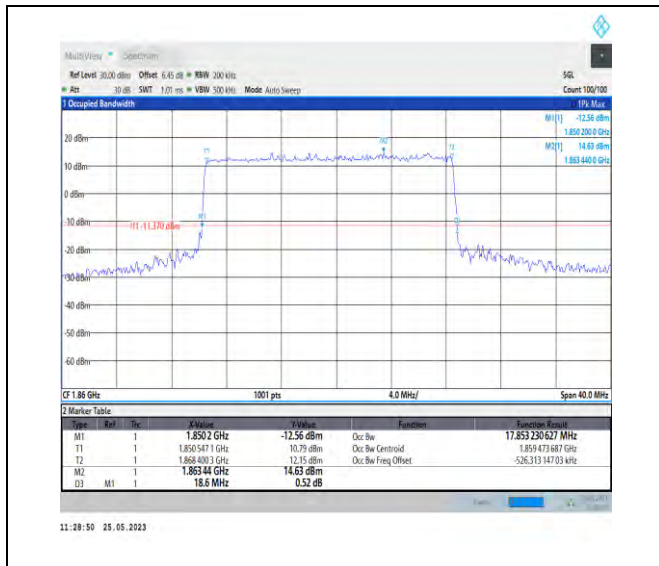 MultiView Spectrum
Ref Level 30.00 dBm Offset 6.45 dB RBW 200 kHz SGL
Att 30 dB SWT 1.01 ms VBW 500 kHz Mode Auto Sweep Count 100/100
1 Occupied Bandwidth 1Pk Max
M1[1] -12.56 dBm
1.850 200 0 GHz
M2[1] 14.63 dBm
1.863 440 0 GHz
20 dBm
M2
T1
T2
10 dBm
0 dBm
M1
-10 dBm
H1 -11.370 dBm
-20 dBm
-30 dBm
-40 dBm
-50 dBm
-60 dBm
CF 1.86 GHz 1001 pts 4.0 MHz/ Span 40.0 MHz
2 Marker Table
Type Ref Trc X-Value Y-Value Function Function Result
M1 1 1.850 2 GHz -12.56 dBm Occ Bw 17.853 230 627 MHz
T1 1 1.850 547 1 GHz 10.79 dBm Occ Bw Centroid 1.859 473 687 GHz
T2 1 1.868 400 3 GHz 12.15 dBm Occ Bw Freq Offset -526.313 147 03 kHz
M2 1 1.863 44 GHz 14.63 dBm
D3 M1 1 18.6 MHz 0.52 dB
11:28:50 25.05.2023